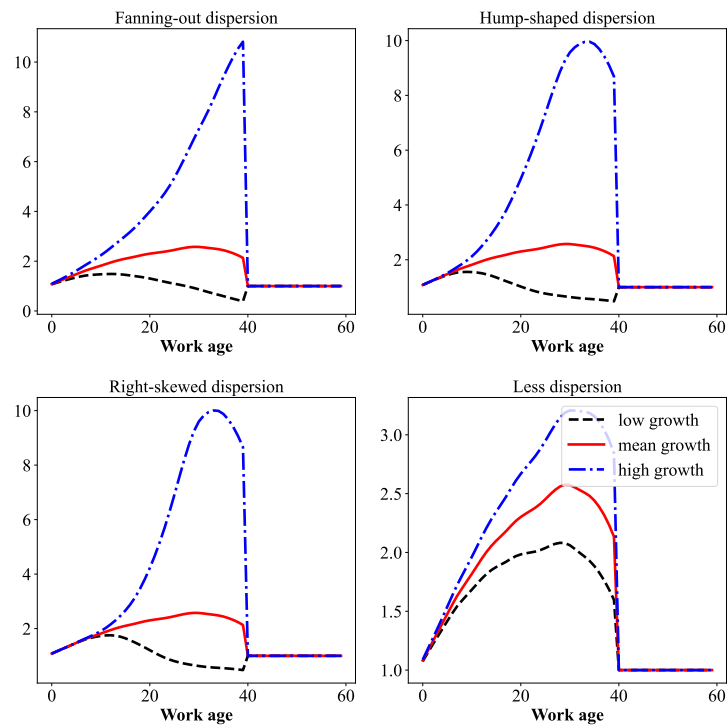 Fanning-out dispersion
10
8
6
4
2
0
0 20 40 60
Work age
Hump-shaped dispersion
10
8
6
4
2
0 20 40 60
Work age
Right-skewed dispersion
10
8
6
4
2
0 20 40 60
Work age
Less dispersion
low growth
mean growth
high growth
3.0
2.5
2.0
1.5
1.0
0 20 40 60
Work age